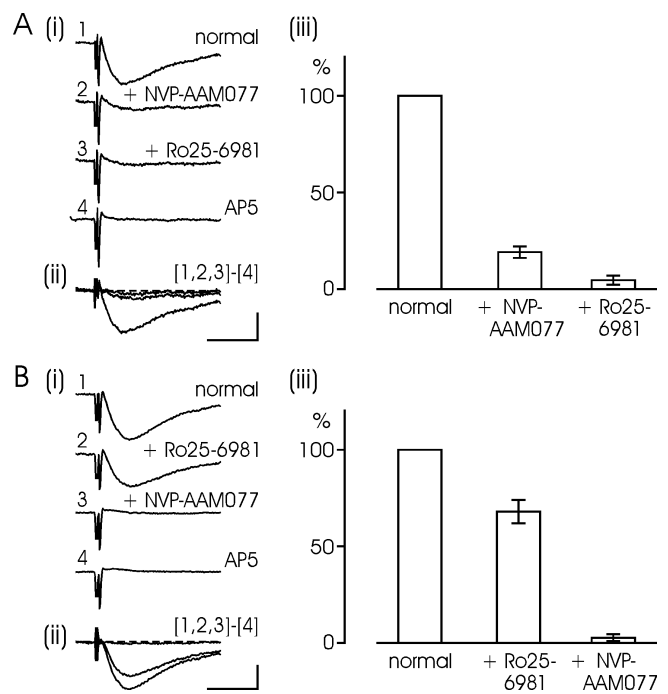 A (i)
1
normal
2
+ NVP-AAM077
3
+ Ro25-6981
4
AP5
(ii)
[1,2,3]-[4]
(iii)
%
100
50
0
normal
+ NVP-
AAM077
+ Ro25-
6981
B (i)
1
normal
2
+ Ro25-6981
3
+ NVP-AAM077
4
AP5
(ii)
[1,2,3]-[4]
(iii)
%
100
50
0
normal
+ Ro25-
6981
+ NVP-
AAM077